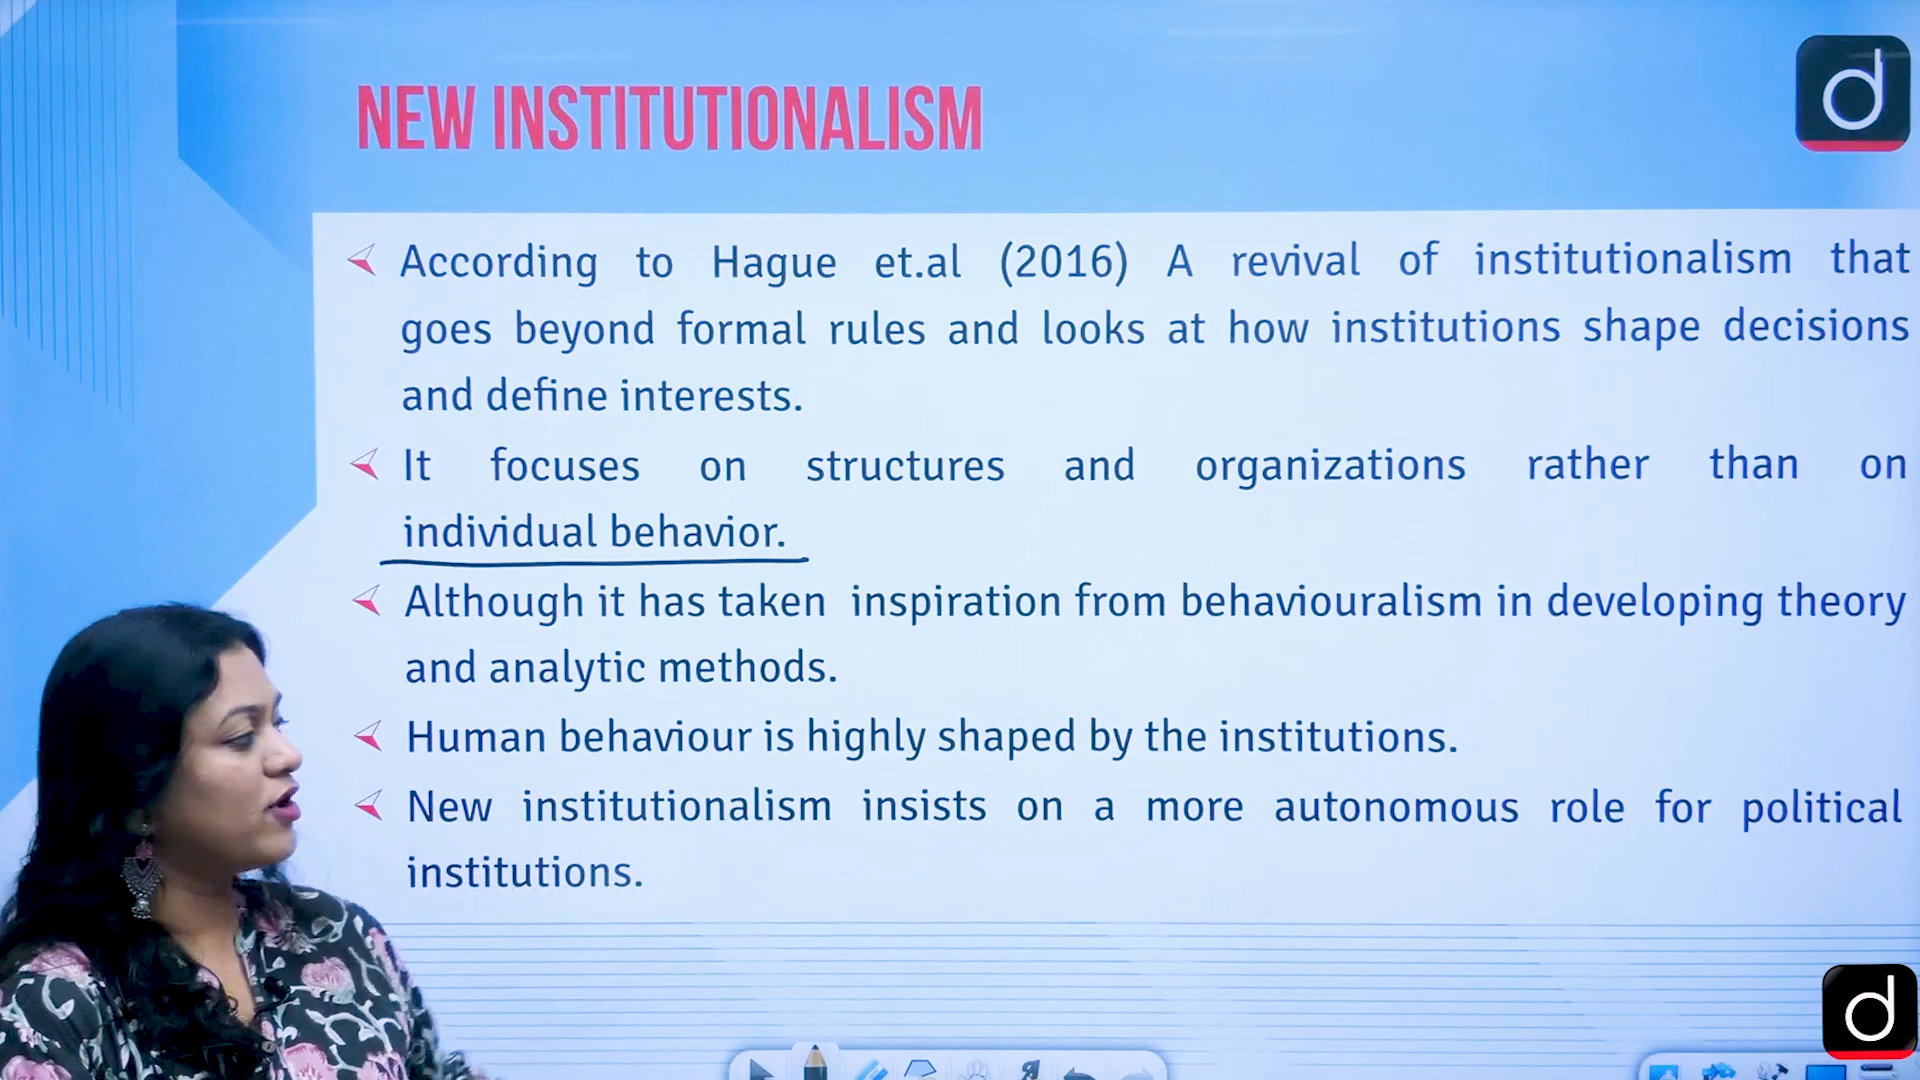 NEW INSTITUTIONALISM
d
According to Hague et.al (2016) A revival of institutionalism that
goes beyond formal rules and looks at how institutions shape decisions
and define interests.
It focuses on structures and organizations rather than on
individual behavior.
Although it has taken inspiration from behaviouralism in developing theory
and analytic methods.
Human behaviour is highly shaped by the institutions.
New institutionalism insists on a more autonomous role for political
institutions.
d